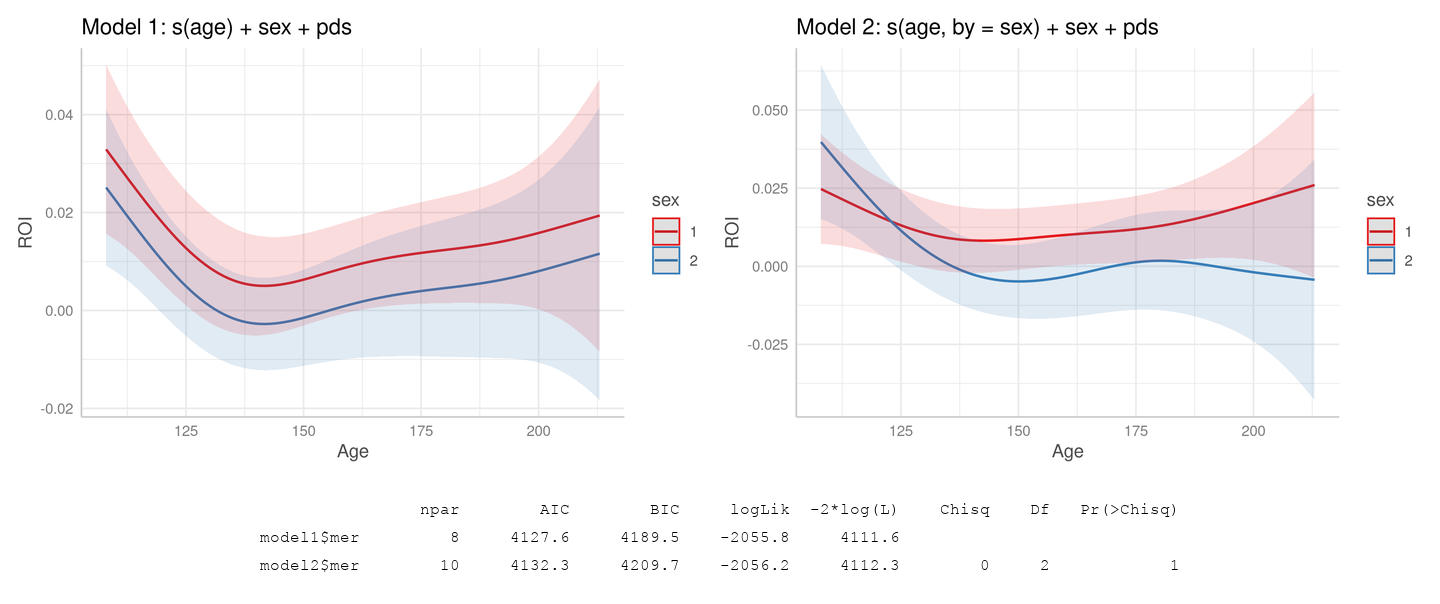 Model 1: s(age) + sex + pds
ROI
0.04
0.02
0.00
-0.02
125 150 175 200
Age
sex
1
2
Model 2: s(age, by = sex) + sex + pds
ROI
0.050
0.025
0.000
-0.025
125 150 175 200
Age
sex
1
2
npar AIC BIC logLik -2*log(L) Chisq Df Pr(>Chisq)
model1$mer 8 4127.6 4189.5 -2055.8 4111.6
model2$mer 10 4132.3 4209.7 -2056.2 4112.3 0 2 1